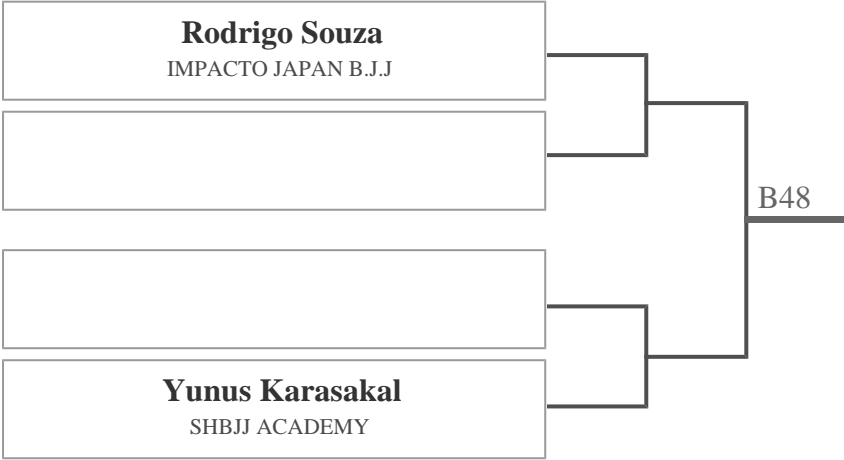 Rodrigo Souza
IMPACTO JAPAN B.J.J
B48
Yunus Karasakal
SHBJJ ACADEMY